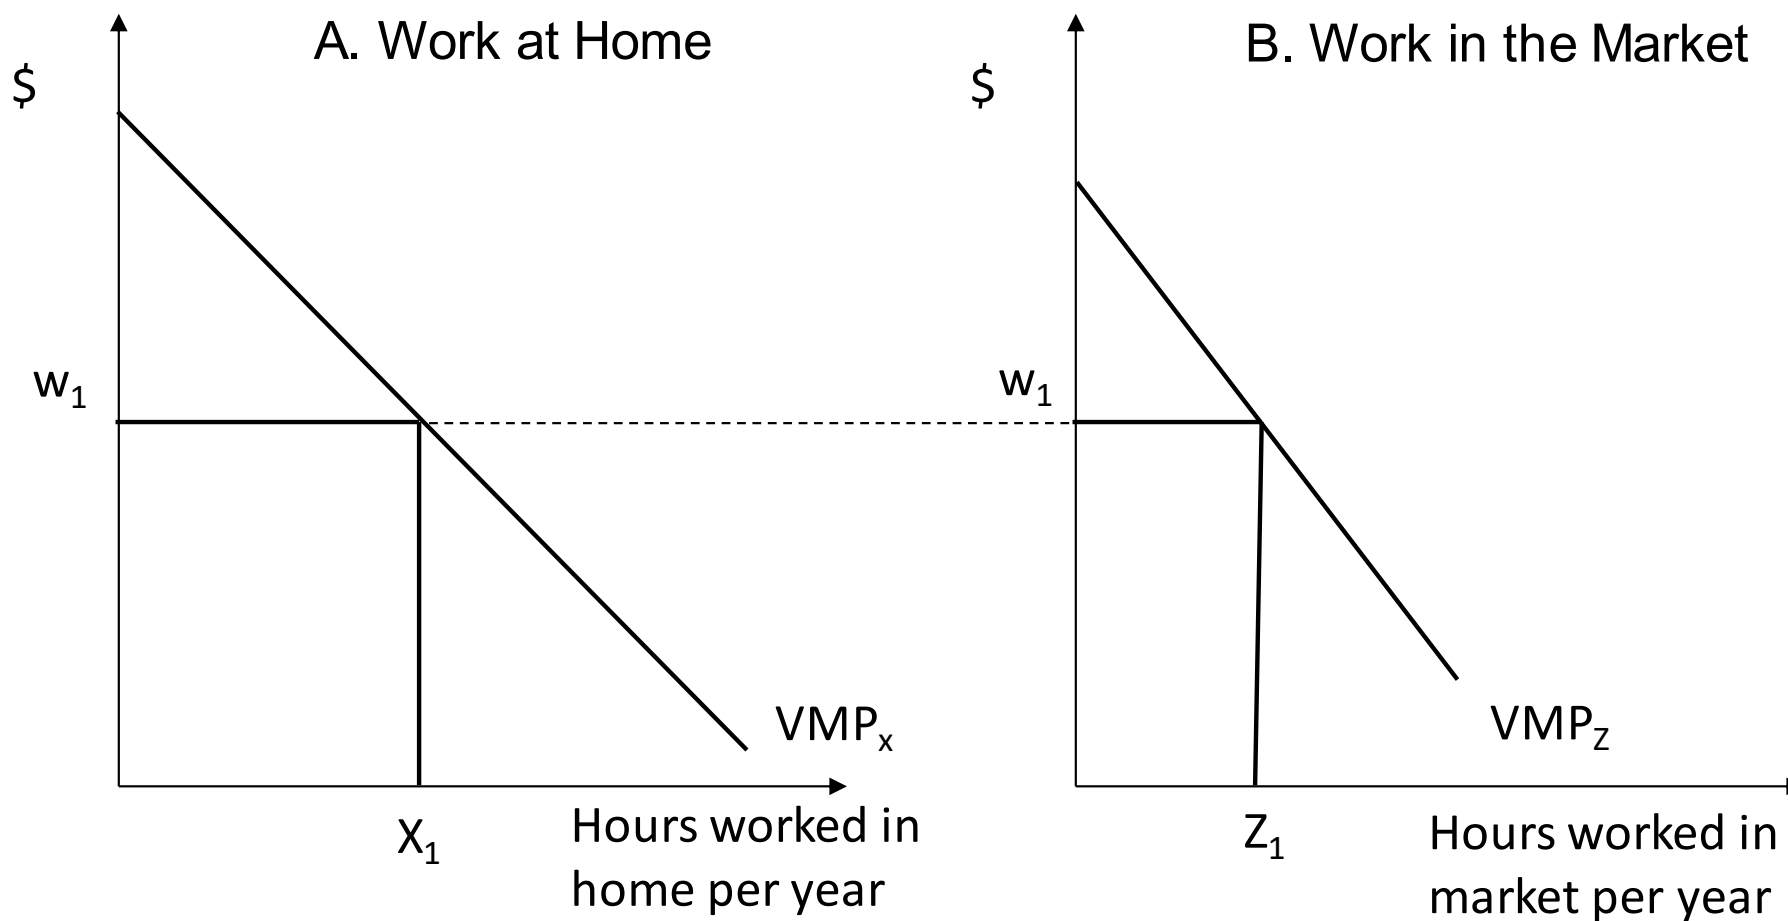 A. Work at Home
$
w₁
VMPₓ
X₁
Hours worked in
home per year
B. Work in the Market
$
w₁
VMP_Z
Z₁
Hours worked in
market per year